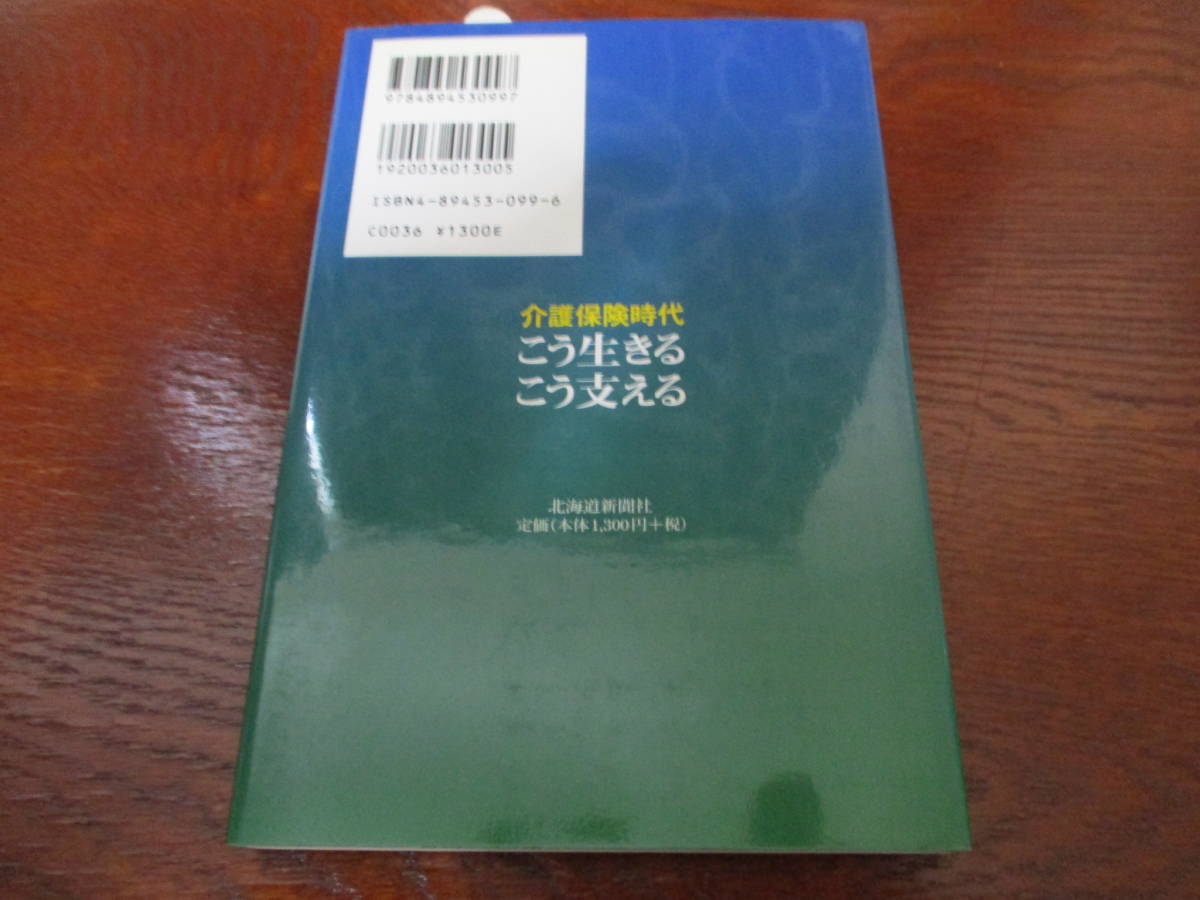 9784894530997
1920036013005
ISBN4-89453-099-6
C0036 ¥1300E
介護保険時代
こう生きる
こう支える
北海道新聞社
定価(本体1,300円+税)